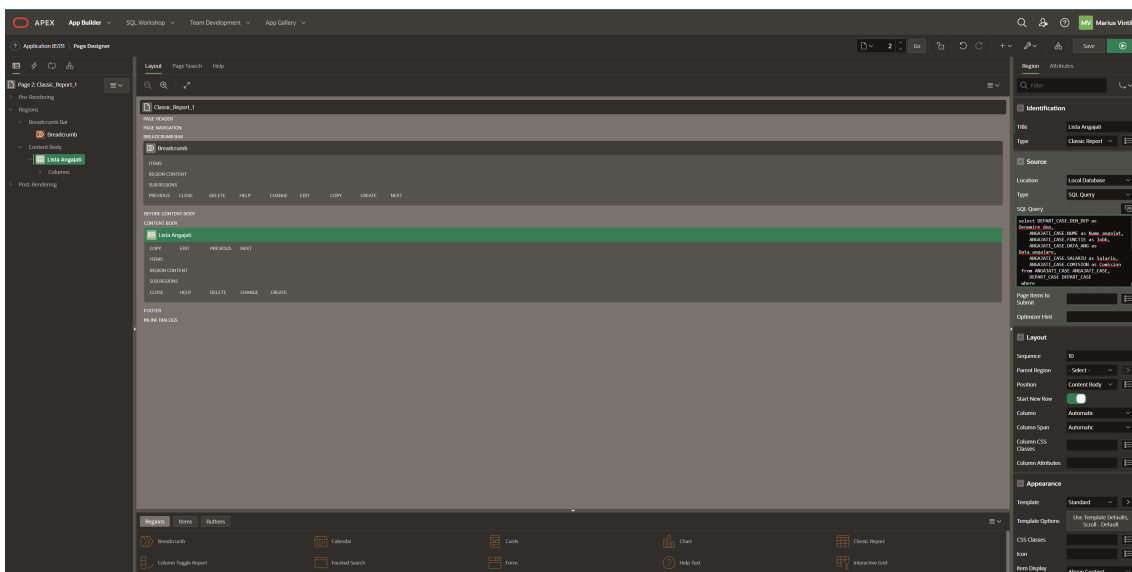 APEX App Builder SQL Workshop Team Development App Gallery MV Marius Vintil
Application 85151 \ Page Designer 2 Go Save
Page 2: Classic_Report_1
Pre-Rendering
Regions
Breadcrumb Bar
Breadcrumb
Content Body
Lista Angajati
Columns
Post-Rendering
Layout Page Search Help
Classic_Report_1
PAGE HEADER
PAGE NAVIGATION
BREADCRUMB BAR
Breadcrumb
ITEMS
REGION CONTENT
SUB REGIONS
PREVIOUS CLOSE DELETE HELP CHANGE EDIT COPY CREATE NEXT
BEFORE CONTENT BODY
CONTENT BODY
Lista Angajati
COPY EDIT PREVIOUS NEXT
ITEMS
REGION CONTENT
SUB REGIONS
CLOSE HELP DELETE CHANGE CREATE
FOOTER
INLINE DIALOGS
Regions Items Buttons
Breadcrumb Calendar Cards Chart Classic Report
Column Toggle Report Faceted Search Form Help Text Interactive Grid
Region Attributes
Filter
Identification
Title Lista Angajati
Type Classic Report
Source
Location Local Database
Type SQL Query
SQL Query
select DEPART_CASE.DEN_DEP as
Denumire_dep,
ANGAJATI_CASE.NUME as Nume_angajat,
ANGAJATI_CASE.FUNCTIE as Jobb,
ANGAJATI_CASE.DATA_ANG as
Data_angajare,
ANGAJATI_CASE.SALARIU as Salariu,
ANGAJATI_CASE.COMISION as Comision
from ANGAJATI_CASE ANGAJATI_CASE,
DEPART_CASE DEPART_CASE
where
Page Items to
Submit
Optimizer Hint
Layout
Sequence 10
Parent Region - Select -
Position Content Body
Start New Row
Column Automatic
Column Span Automatic
Column CSS
Classes
Column Attributes
Appearance
Template Standard
Template Options Use Template Defaults,
Scroll - Default
CSS Classes
Icon
Item Display Above Content